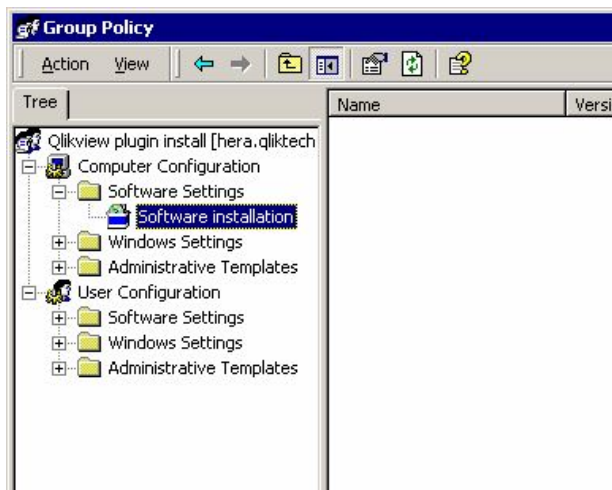 Group Policy
Action View
Tree
Name Versi
Qlikview plugin install [hera.qliktech
Computer Configuration
Software Settings
Software installation
Windows Settings
Administrative Templates
User Configuration
Software Settings
Windows Settings
Administrative Templates